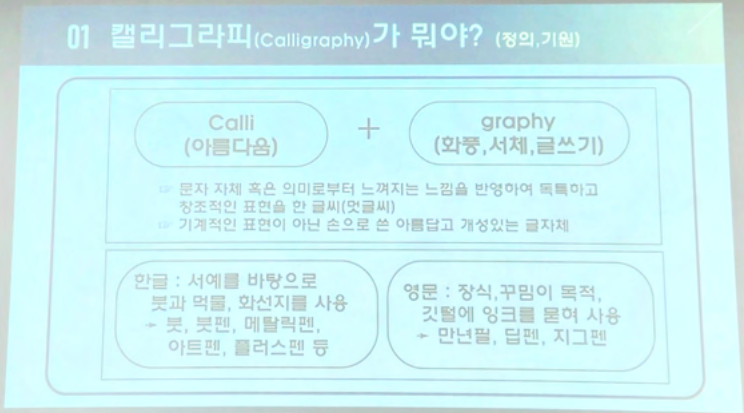 01 캘리그라피(Calligraphy)가 뭐야? (정의,기원)
Calli
(아름다움)
+
graphy
(화풍,서체,글쓰기)
☞ 문자 자체 혹은 의미로부터 느껴지는 느낌을 반영하여 독특하고
창조적인 표현을 한 글씨(멋글씨)
☞ 기계적인 표현이 아닌 손으로 쓴 아름답고 개성있는 글자체
한글 : 서예를 바탕으로
붓과 먹물, 화선지를 사용
→ 붓, 붓펜, 메탈릭펜,
아트펜, 플러스펜 등
영문 : 장식,꾸밈이 목적,
깃털에 잉크를 묻혀 사용
→ 만년필, 딥펜, 지그펜